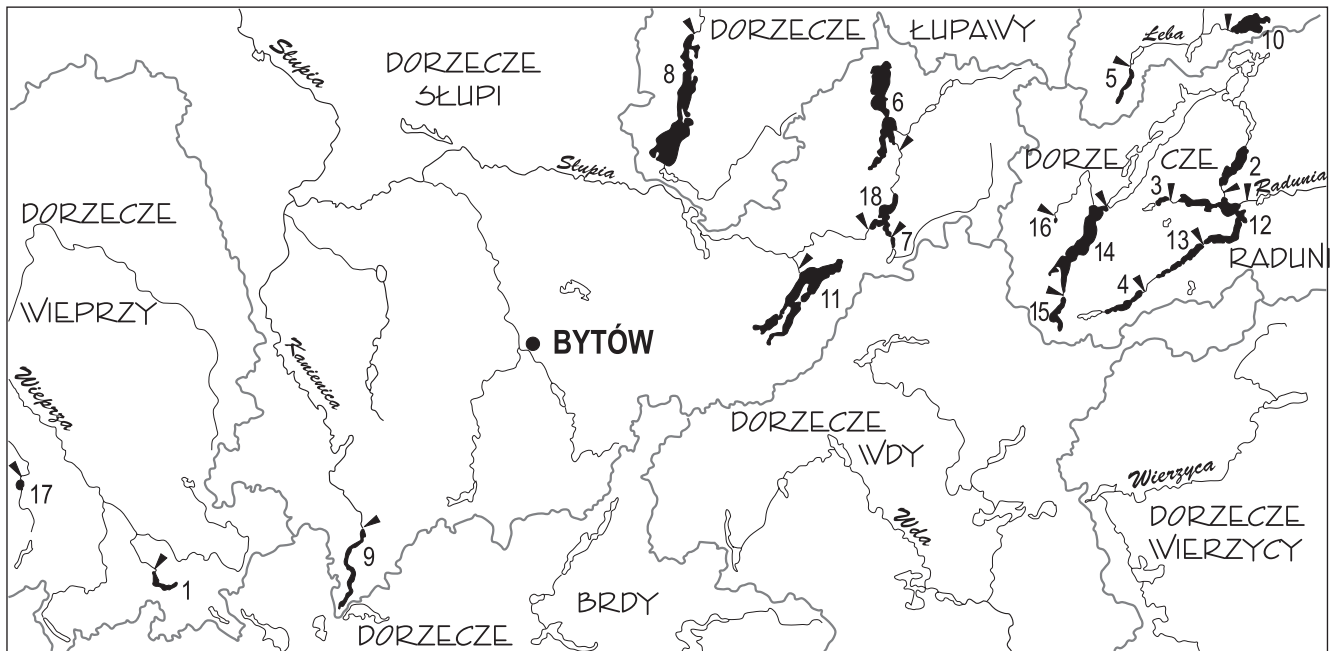 DORZECZE ŁUPAWY
Łeba
10
5
Słupia
DORZECZE
SŁUPI
8
6
Słupia
DORZE CZE
2
Radunia
3
18
16
12
7
14
13
RADUNI
DORZECZE
WIEPRZY
11
4
15
BYTÓW
Kamienica
Wieprza
DORZECZE
WDY
17
Wierzyca
Wda
DORZECZE
WIERZYCY
9
1
BRDY
DORZECZE